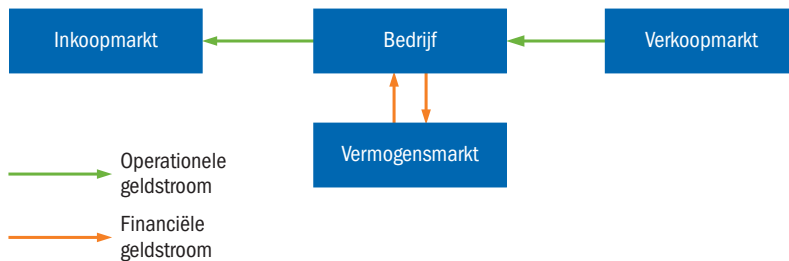 Inkoopmarkt
Bedrijf
Verkoopmarkt
Vermogensmarkt
Operationele
geldstroom
Financiële
geldstroom